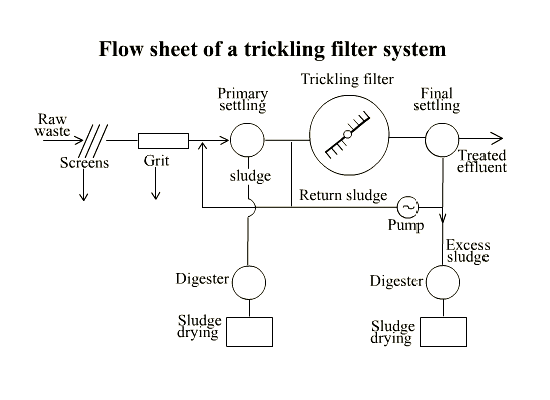 Flow sheet of a trickling filter system
Trickling filter
Primary
settling
Final
settling
Raw
waste
Screens
Grit
sludge
Treated
effluent
Return sludge
Pump
Excess
sludge
Digester
Digester
Sludge
drying
Sludge
drying